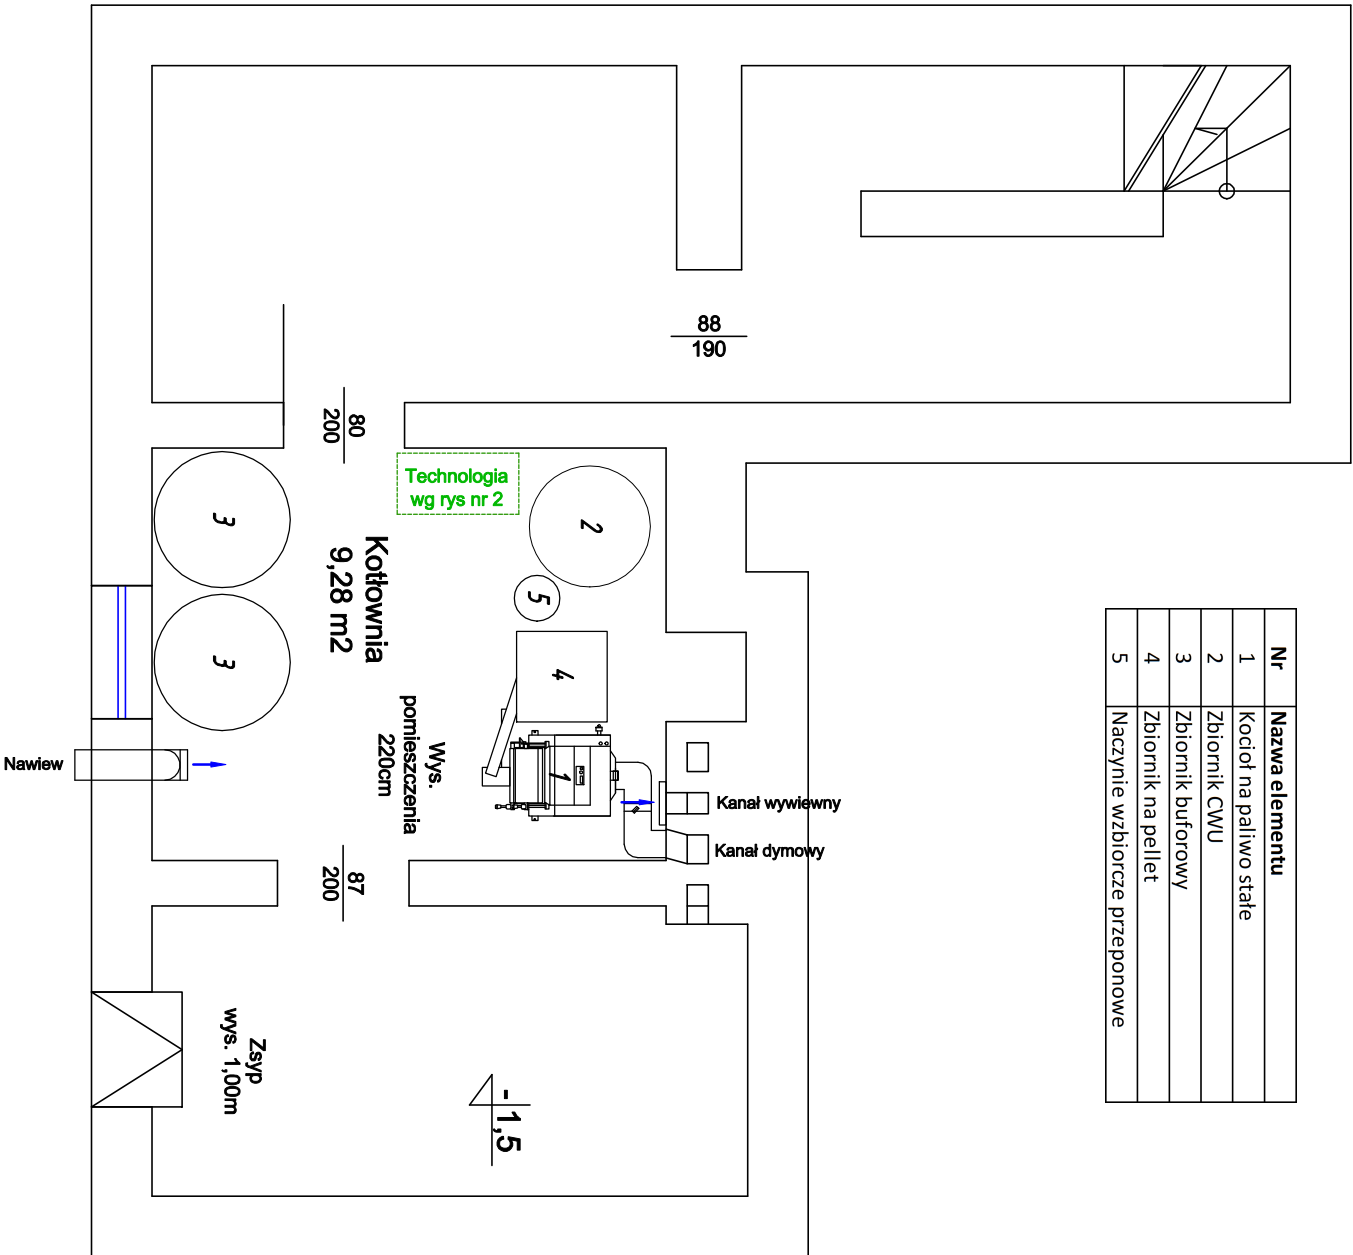 88
190
80
200
Technologia
wg rys nr 2
3
2
Kotłownia
9,28 m2
5
3
4
Wys.
pomieszczenia
220cm
1
Nawiew
Kanał wywiewny
Kanał dymowy
87
200
Zsyp
wys. 1,00m
- 1,5
Nr Nazwa elementu
1 Kocioł na paliwo stałe
2 Zbiornik CWU
3 Zbiornik buforowy
4 Zbiornik na pellet
5 Naczynie wzbiorcze przeponowe